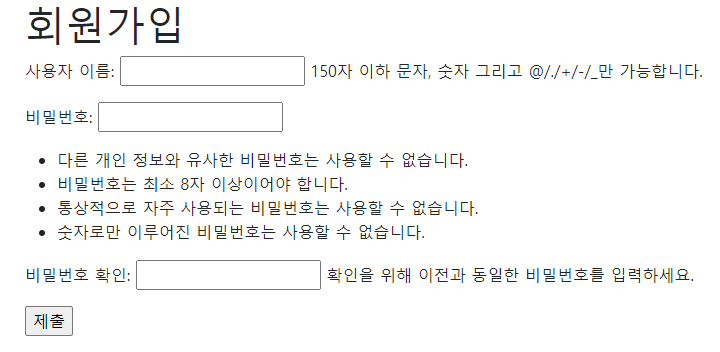 회원가입
사용자 이름: 150자 이하 문자, 숫자 그리고 @/./+/-/_만 가능합니다.
비밀번호:
• 다른 개인 정보와 유사한 비밀번호는 사용할 수 없습니다.
• 비밀번호는 최소 8자 이상이어야 합니다.
• 통상적으로 자주 사용되는 비밀번호는 사용할 수 없습니다.
• 숫자로만 이루어진 비밀번호는 사용할 수 없습니다.
비밀번호 확인: 확인을 위해 이전과 동일한 비밀번호를 입력하세요.
제출